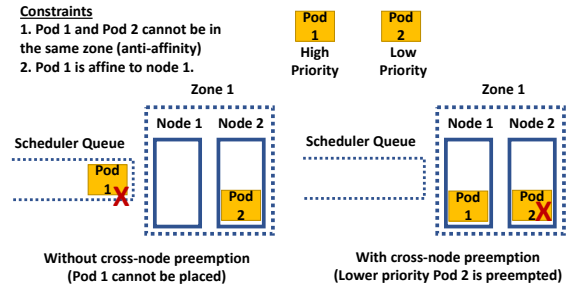 Constraints
1. Pod 1 and Pod 2 cannot be in
the same zone (anti-affinity)
2. Pod 1 is affine to node 1.
Pod
1
High
Priority
Pod
2
Low
Priority
Zone 1
Node 1 Node 2
Scheduler Queue
Pod
1
X
Pod
2
Without cross-node preemption
(Pod 1 cannot be placed)
Zone 1
Node 1 Node 2
Scheduler Queue
Pod
1
Pod
2
X
With cross-node preemption
(Lower priority Pod 2 is preempted)